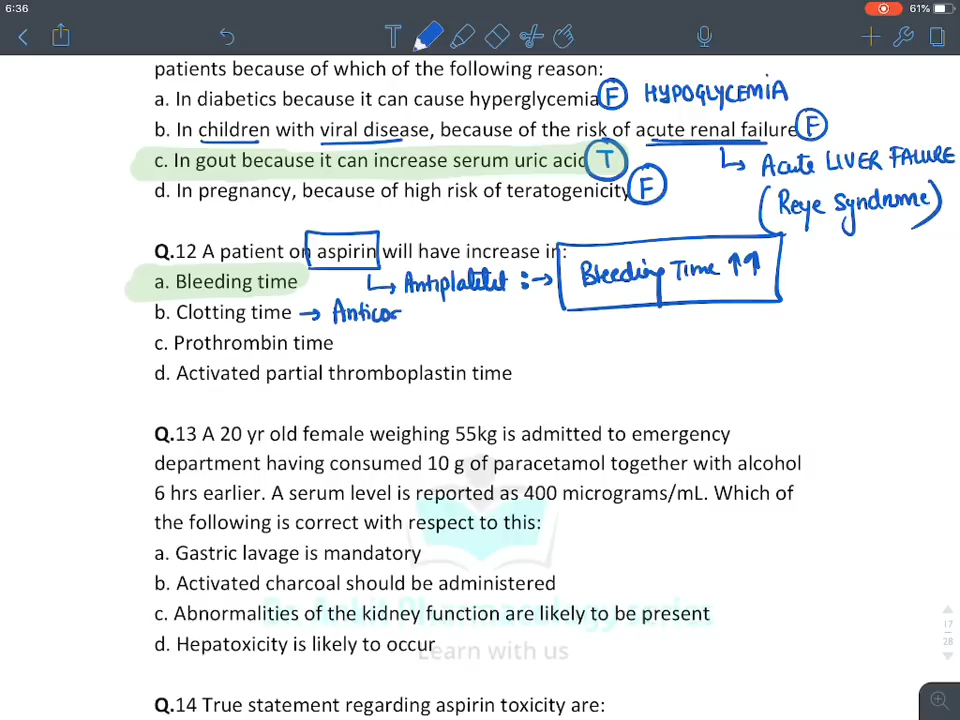 6:36
61%
patients because of which of the following reason:
a. In diabetics because it can cause hyperglycemia F HYPOGLYCEMIA
b. In children with viral disease, because of the risk of acute renal failure F
c. In gout because it can increase serum uric acid T
Acute LIVER FAILURE
d. In pregnancy, because of high risk of teratogenicity F
(Reye Syndrome)
Q.12 A patient on aspirin will have increase in:
a. Bleeding time
Antiplatelet :→ Bleeding Time ↑↑
b. Clotting time → Anticoa
c. Prothrombin time
d. Activated partial thromboplastin time
Q.13 A 20 yr old female weighing 55kg is admitted to emergency
department having consumed 10 g of paracetamol together with alcohol
6 hrs earlier. A serum level is reported as 400 micrograms/mL. Which of
the following is correct with respect to this:
a. Gastric lavage is mandatory
b. Activated charcoal should be administered
c. Abnormalities of the kidney function are likely to be present
d. Hepatoxicity is likely to occur
Learn with us
Q.14 True statement regarding aspirin toxicity are:
17
28